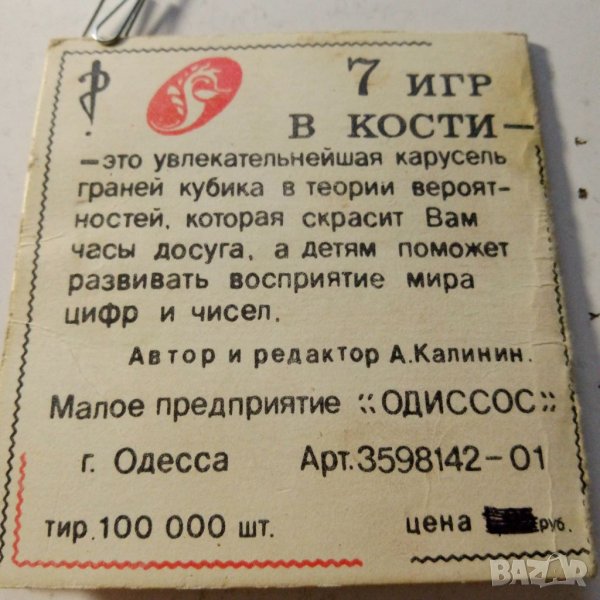 7 ИГР
В КОСТИ —
—это увлекательнейшая карусель
граней кубика в теории вероят-
ностей, которая скрасит Вам
часы досуга, а детям поможет
развивать восприятие мира
цифр и чисел.
Автор и редактор А.Калинин.
Малое предприятие "ОДИССОС"
г. Одесса Арт.3598142-01
тир.100 000 шт. цена руб.
BAZAR